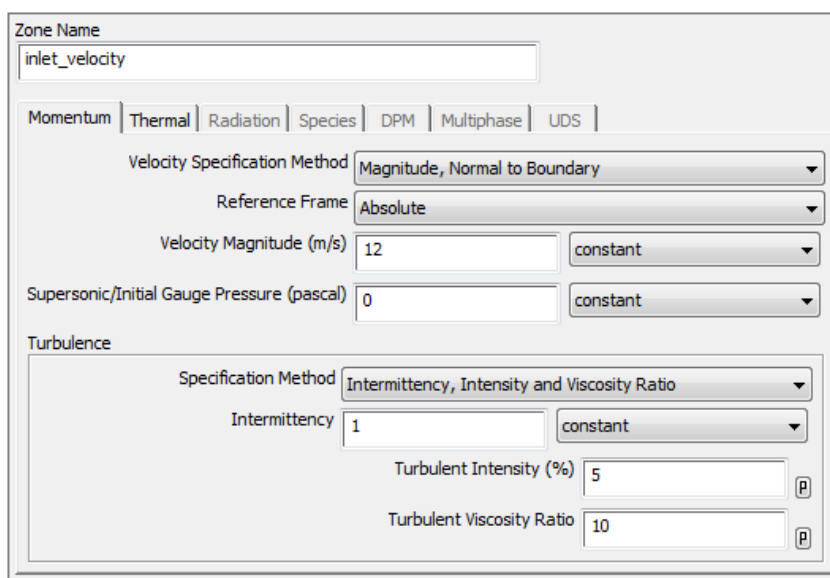 Zone Name
inlet_velocity
Momentum Thermal Radiation Species DPM Multiphase UDS
Velocity Specification Method Magnitude, Normal to Boundary
Reference Frame Absolute
Velocity Magnitude (m/s) 12 constant
Supersonic/Initial Gauge Pressure (pascal) 0 constant
Turbulence
Specification Method Intermittency, Intensity and Viscosity Ratio
Intermittency 1 constant
Turbulent Intensity (%) 5 P
Turbulent Viscosity Ratio 10 P